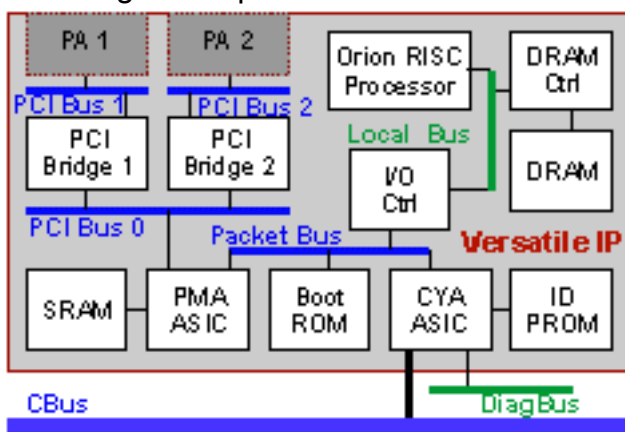 PA 1
PA 2
Orion RISC
Processor
DRAM
Ctrl
PCI Bus 1
PCI Bus 2
PCI
Bridge 1
PCI
Bridge 2
Local Bus
I/O
Ctrl
DRAM
PCI Bus 0
Packet Bus
Versatile IP
SRAM
PMA
ASIC
Boot
ROM
CYA
ASIC
ID
PROM
CBus
DiagBus